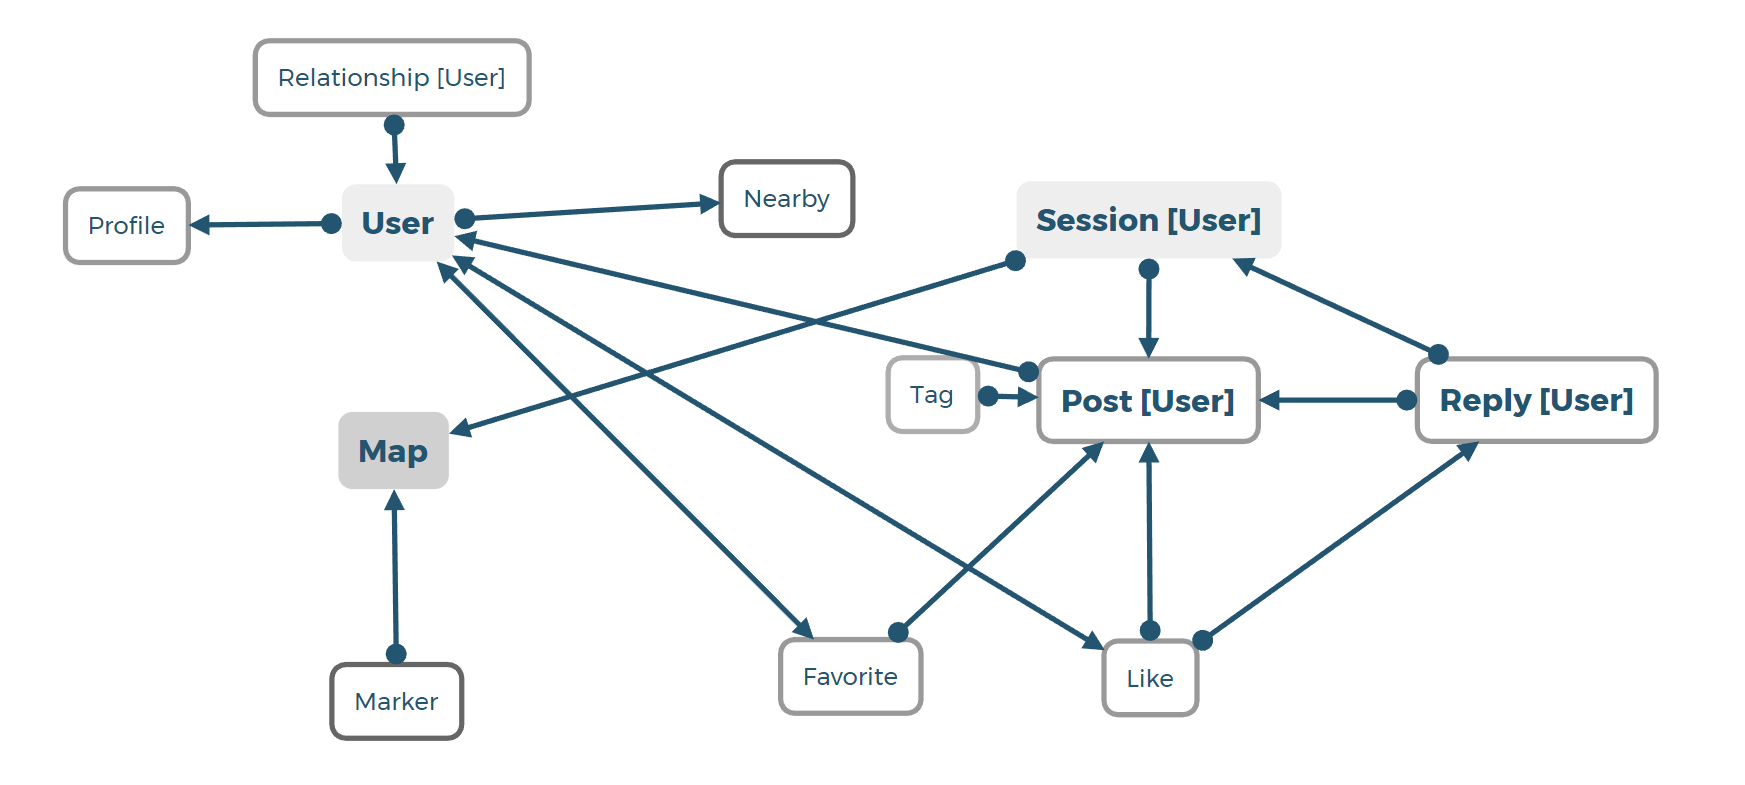 Relationship [User]
Profile
User
Nearby
Session [User]
Tag
Post [User]
Reply [User]
Map
Marker
Favorite
Like